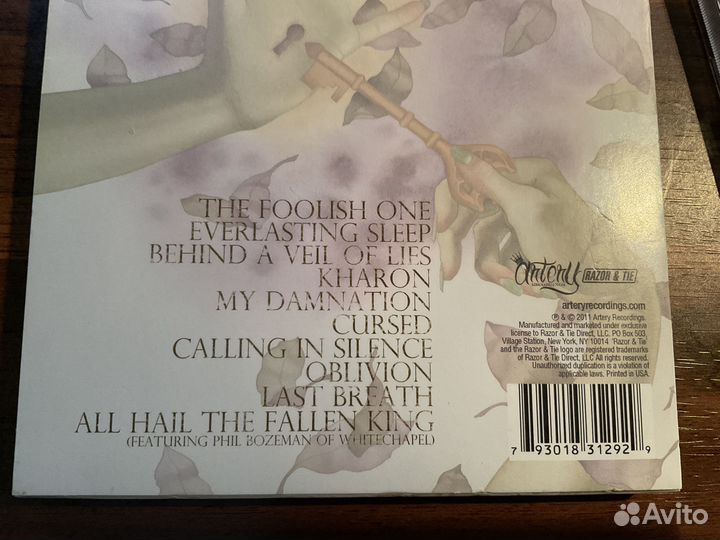 THE FOOLISH ONE
EVERLASTING SLEEP
BEHIND A VEIL OF LIES
KHARON
MY DAMNATION
CURSED
CALLING IN SILENCE
OBLIVION
LAST BREATH
ALL HAIL THE FALLEN KING
(FEATURING PHIL BOZEMAN OF WHITECHAPEL)
artery
RAZOR & TIE
arteryrecordings.com
℗ & © 2011 Artery Recordings.
Manufactured and marketed under exclusive
license to Razor & Tie Direct, LLC. PO Box 503,
Village Station, New York, NY 10014 'Razor & Tie'
and the Razor & Tie logo are registered trademarks
of Razor & Tie Direct, LLC All rights reserved.
Unauthorized duplication is a violation of
applicable laws. Printed in USA.
7 93018 31292 9
Avito